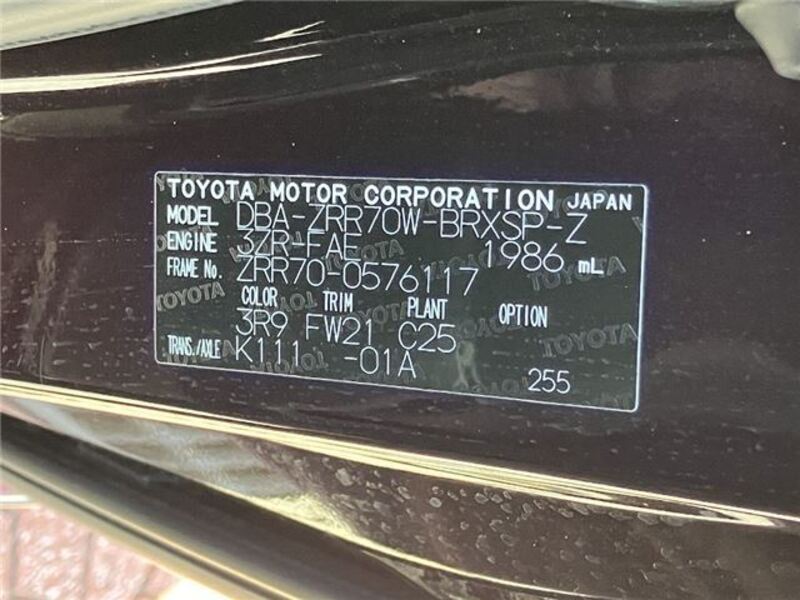 TOYOTA MOTOR CORPORATION JAPAN
MODEL DBA-ZRR70W-BRXSP-Z
ENGINE 3ZR-FAE 1986 mL
FRAME No. ZRR70-0576117
COLOR TRIM PLANT OPTION
3R9 FW21 C25
TRANS./AXLE K111 -01A
255